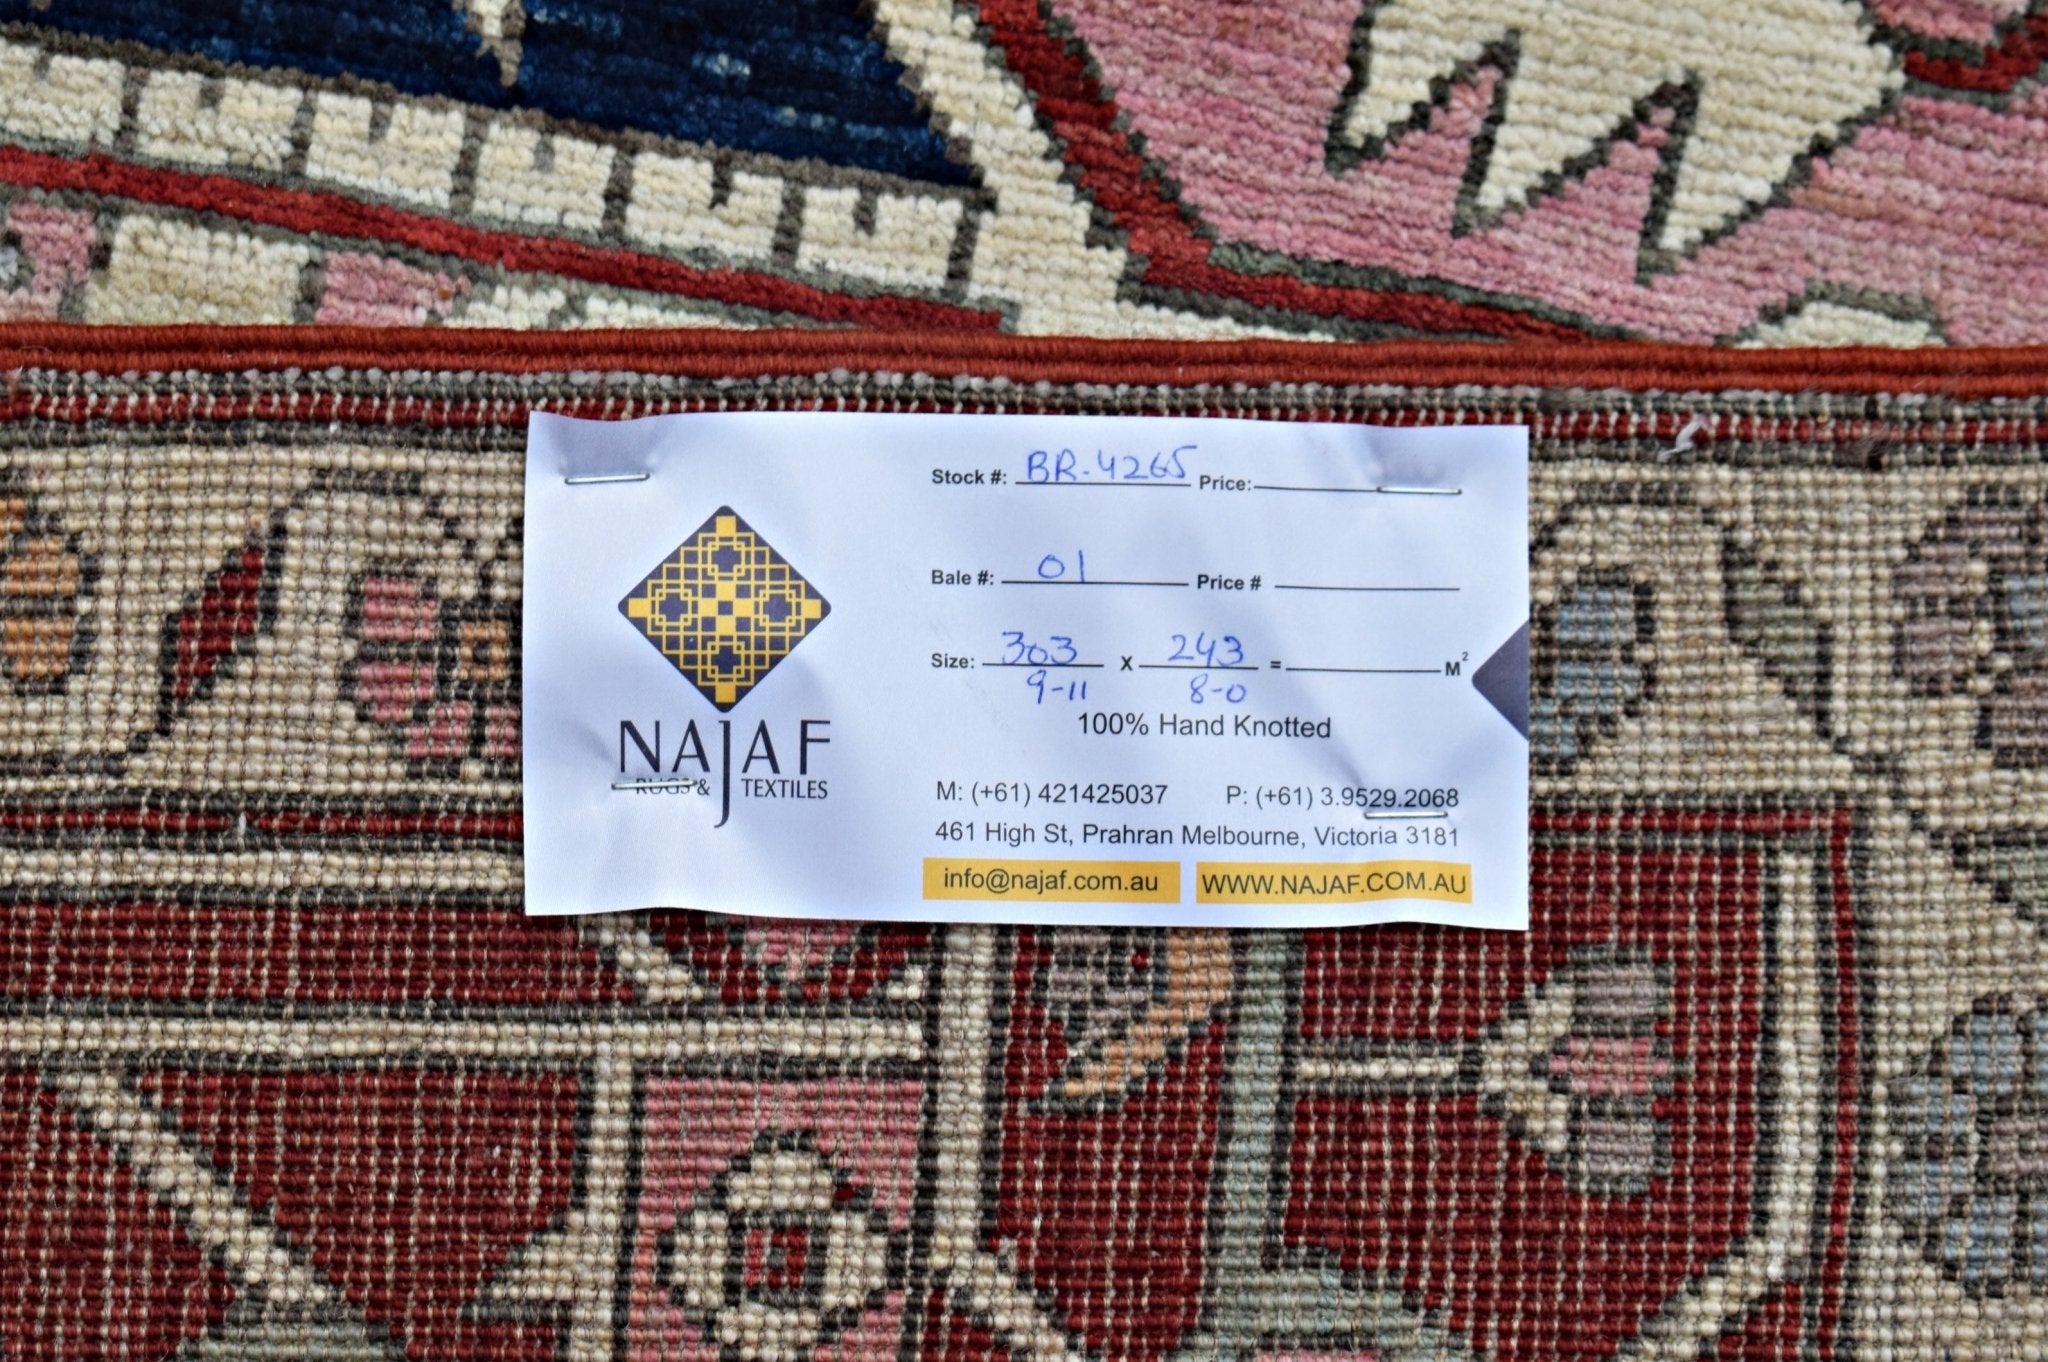 Stock #: BR-4265 Price:
Bale #: 01 Price #
Size: 303 X 243 = M²
9-11 8-0
100% Hand Knotted
NAJAF
RUGS & TEXTILES
M: (+61) 421425037 P: (+61) 3.9529.2068
461 High St, Prahran Melbourne, Victoria 3181
info@najaf.com.au WWW.NAJAF.COM.AU